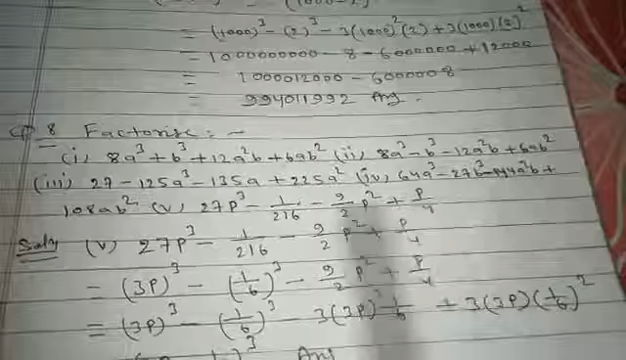 = (1000)³ - (2)³ - 3(1000)²(2) + 3(1000)(2)²
= 1000000000 - 8 - 6000000 + 12000
= 1000012000 - 6000008
= 994011992 Ans.
8 Factorise : -
(i) 8a³ + b³ + 12a²b + 6ab² (ii) 8a³ - b³ - 12a²b + 6ab²
(iii) 27 - 125a³ - 135a + 225a² (iv) 64a³ - 27b³ - 144a²b +
108ab² (v) 27P³ - 1/216 - 9/2 P² + P/4
Soln (v) 27P³ - 1/216 - 9/2 P² + P/4
= (3P)³ - (1/6)³ - 9/2 P² + P/4
= (3P)³ - (1/6)³ - 3(3P)² 1/6 + 3(3P)(1/6)²
Ans